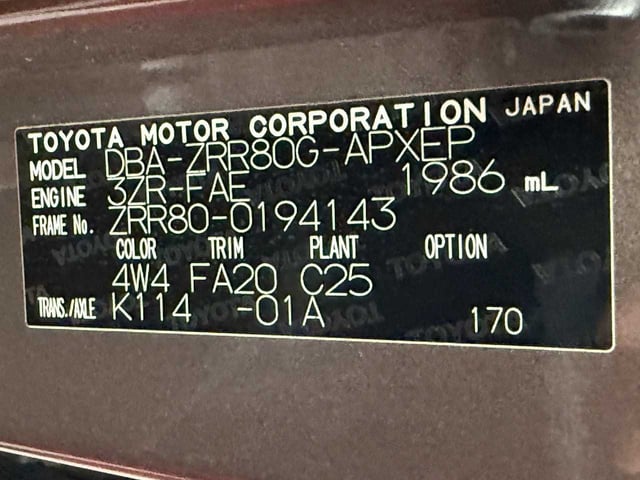 TOYOTA MOTOR CORPORATION JAPAN
MODEL DBA-ZRR80G-APXEP
ENGINE 3ZR-FAE 1986 mL
FRAME No. ZRR80-0194143
COLOR TRIM PLANT OPTION
4W4 FA20 C25
TRANS./AXLE K114 -01A 170